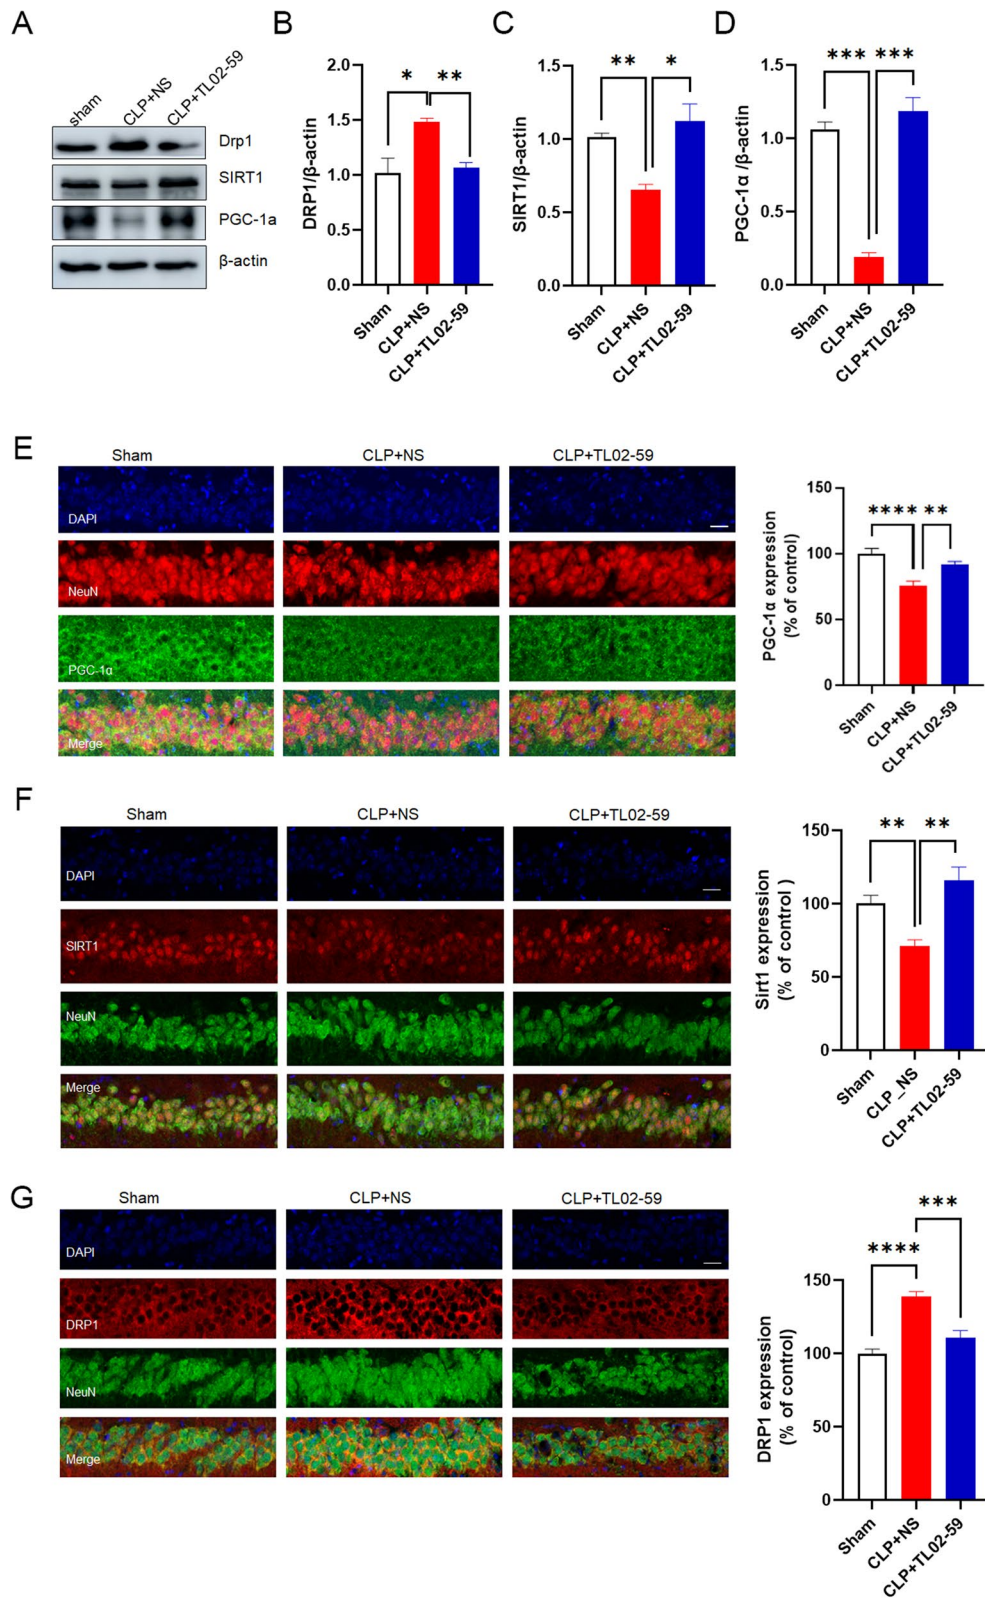 A
sham
CLP+NS
CLP+TL02-59
Drp1
SIRT1
PGC-1a
β-actin
B
DRP1/β-actin
2.0
1.5
1.0
0.5
0.0
*
**
Sham
CLP+NS
CLP+TL02-59
C
SIRT1/β-actin
1.5
1.0
0.5
0.0
**
*
Sham
CLP+NS
CLP+TL02-59
D
PGC-1α /β-actin
1.5
1.0
0.5
0.0
***
***
Sham
CLP+NS
CLP+TL02-59
E
Sham
CLP+NS
CLP+TL02-59
DAPI
NeuN
PGC-1α
Merge
PGC-1α expression
(% of control)
150
100
50
0
****
**
Sham
CLP+NS
CLP+TL02-59
F
Sham
CLP+NS
CLP+TL02-59
DAPI
SIRT1
NeuN
Merge
Sirt1 expression
(% of control )
150
100
50
0
**
**
Sham
CLP_NS
CLP+TL02-59
G
Sham
CLP+NS
CLP+TL02-59
DAPI
DRP1
NeuN
Merge
DRP1 expression
(% of control)
150
100
50
0
****
***
Sham
CLP+NS
CLP+TL02-59